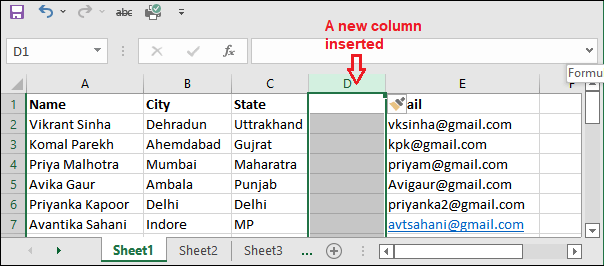 abc
A new column
inserted
D1
fx
Formu
A B C D E F
1 Name City State ail
2 Vikrant Sinha Dehradun Uttrakhand vksinha@gmail.com
3 Komal Parekh Ahemdabad Gujrat kpk@gmail.com
4 Priya Malhotra Mumbai Maharatra priyam@gmail.com
5 Avika Gaur Ambala Punjab Avigaur@gmail.com
6 Priyanka Kapoor Delhi Delhi priyanka2@gmail.com
7 Avantika Sahani Indore MP avtsahani@gmail.com
Sheet1 Sheet2 Sheet3 ...